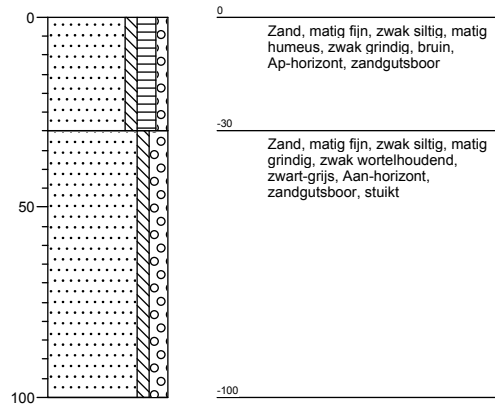 0
0
Zand, matig fijn, zwak siltig, matig
humeus, zwak grindig, bruin,
Ap-horizont, zandgutsboor
-30
Zand, matig fijn, zwak siltig, matig
grindig, zwak wortelhoudend,
zwart-grijs, Aan-horizont,
zandgutsboor, stuikt
50
100
-100